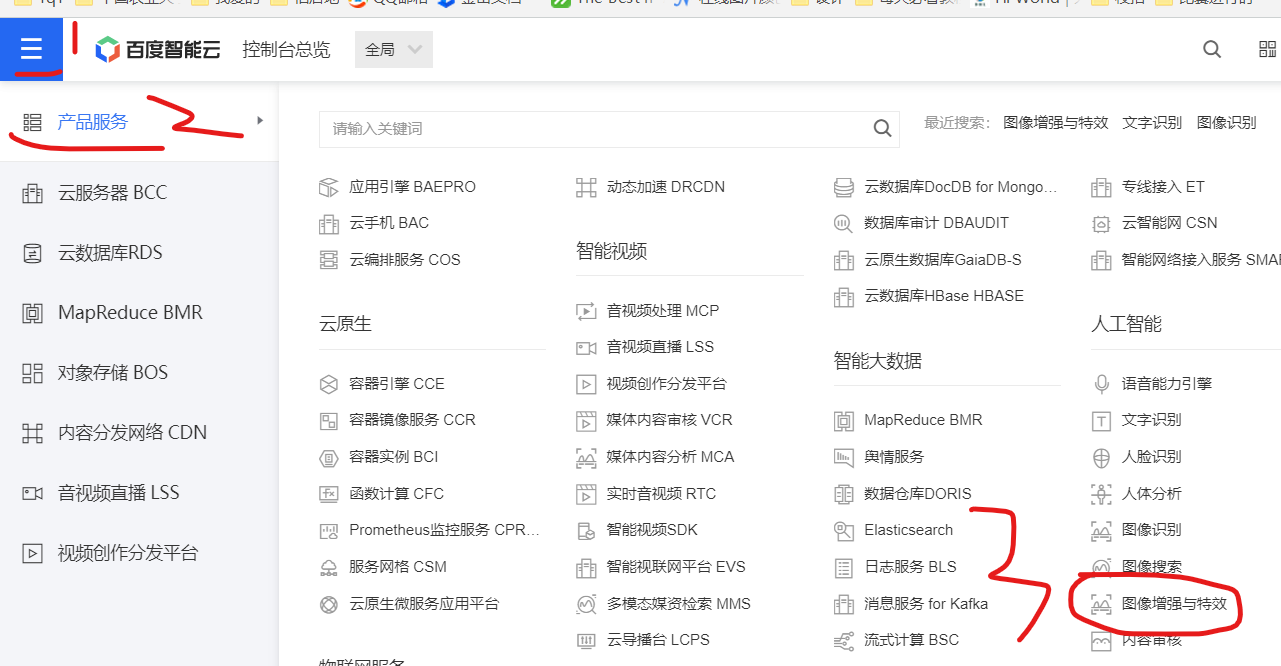 百度智能云 控制台总览 全局
产品服务
请输入关键词
最近搜索: 图像增强与特效 文字识别 图像识别
云服务器 BCC
云数据库RDS
MapReduce BMR
对象存储 BOS
内容分发网络 CDN
音视频直播 LSS
视频创作分发平台
应用引擎 BAEPRO
云手机 BAC
云编排服务 COS
云原生
容器引擎 CCE
容器镜像服务 CCR
容器实例 BCI
函数计算 CFC
Prometheus监控服务 CPR...
服务网格 CSM
云原生微服务应用平台
物联网服务
动态加速 DRCDN
智能视频
音视频处理 MCP
音视频直播 LSS
视频创作分发平台
媒体内容审核 VCR
媒体内容分析 MCA
实时音视频 RTC
智能视频SDK
智能视联网平台 EVS
多模态媒资检索 MMS
云导播台 LCPS
云数据库DocDB for Mongo...
数据库审计 DBAUDIT
云原生数据库GaiaDB-S
云数据库HBase HBASE
智能大数据
MapReduce BMR
舆情服务
数据仓库DORIS
Elasticsearch
日志服务 BLS
消息服务 for Kafka
流式计算 BSC
专线接入 ET
云智能网 CSN
智能网络接入服务 SMA
人工智能
语音能力引擎
文字识别
人脸识别
人体分析
图像识别
图像搜索
图像增强与特效
内容审核
1
2
3